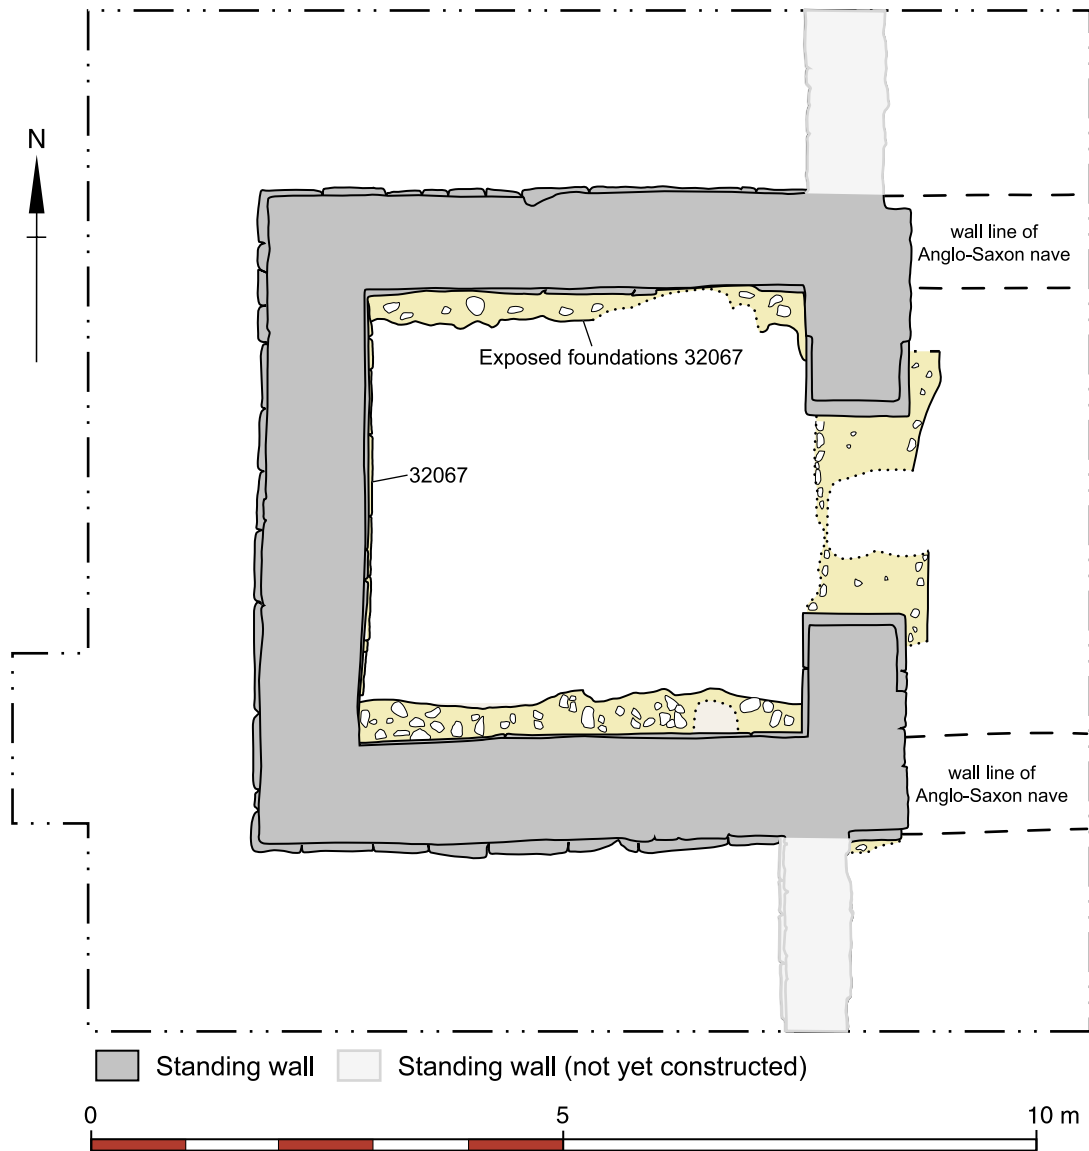 N
wall line of
Anglo-Saxon nave
Exposed foundations 32067
32067
wall line of
Anglo-Saxon nave
Standing wall
Standing wall (not yet constructed)
0
5
10 m